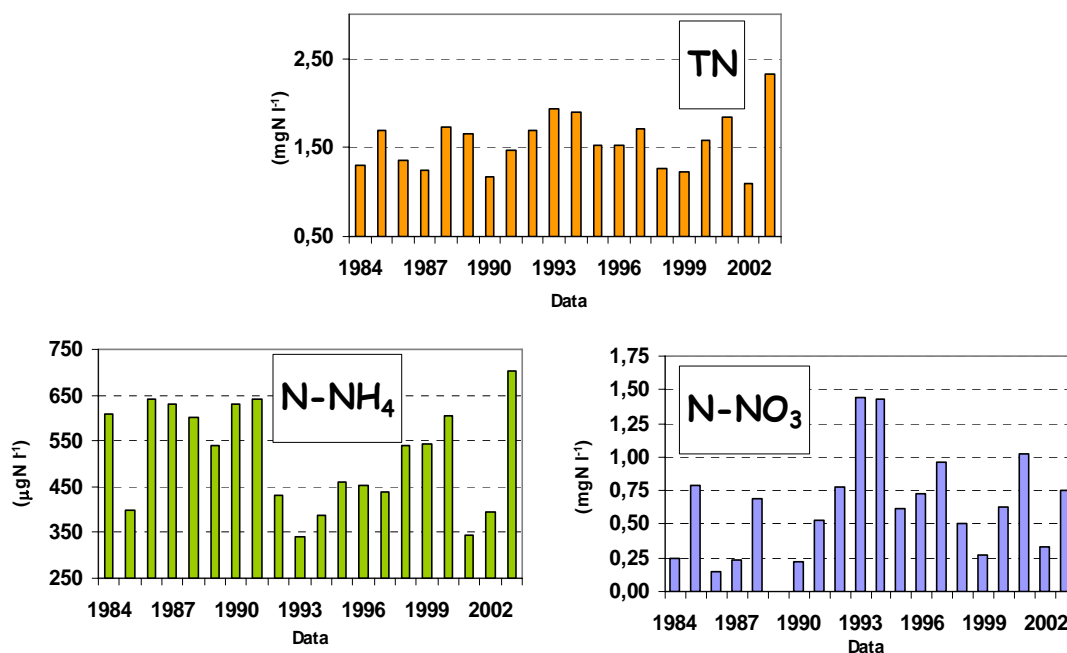 TN
(mgN l⁻¹)
2,50
1,50
0,50
1984 1987 1990 1993 1996 1999 2002
Data
N-NH₄
(µgN l⁻¹)
750
650
550
450
350
250
1984 1987 1990 1993 1996 1999 2002
Data
N-NO₃
(mgN l⁻¹)
1,75
1,50
1,25
1,00
0,75
0,50
0,25
0,00
1984 1987 1990 1993 1996 1999 2002
Data